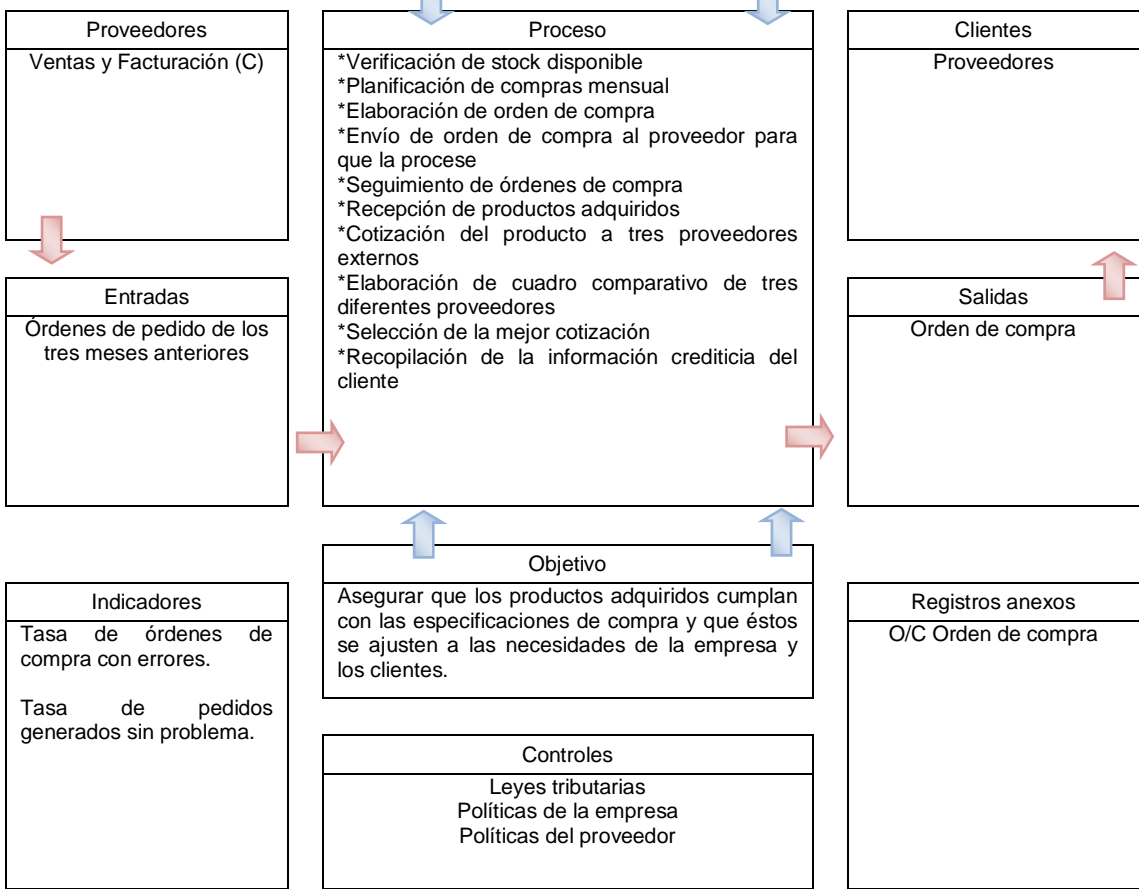 Proveedores
Ventas y Facturación (C)
Proceso
*Verificación de stock disponible
*Planificación de compras mensual
*Elaboración de orden de compra
*Envío de orden de compra al proveedor para
que la procese
*Seguimiento de órdenes de compra
*Recepción de productos adquiridos
*Cotización del producto a tres proveedores
externos
*Elaboración de cuadro comparativo de tres
diferentes proveedores
*Selección de la mejor cotización
*Recopilación de la información crediticia del
cliente
Clientes
Proveedores
Entradas
Órdenes de pedido de los
tres meses anteriores
Salidas
Orden de compra
Objetivo
Asegurar que los productos adquiridos cumplan
con las especificaciones de compra y que éstos
se ajusten a las necesidades de la empresa y
los clientes.
Indicadores
Tasa de órdenes de
compra con errores.
Tasa de pedidos
generados sin problema.
Controles
Leyes tributarias
Políticas de la empresa
Políticas del proveedor
Registros anexos
O/C Orden de compra